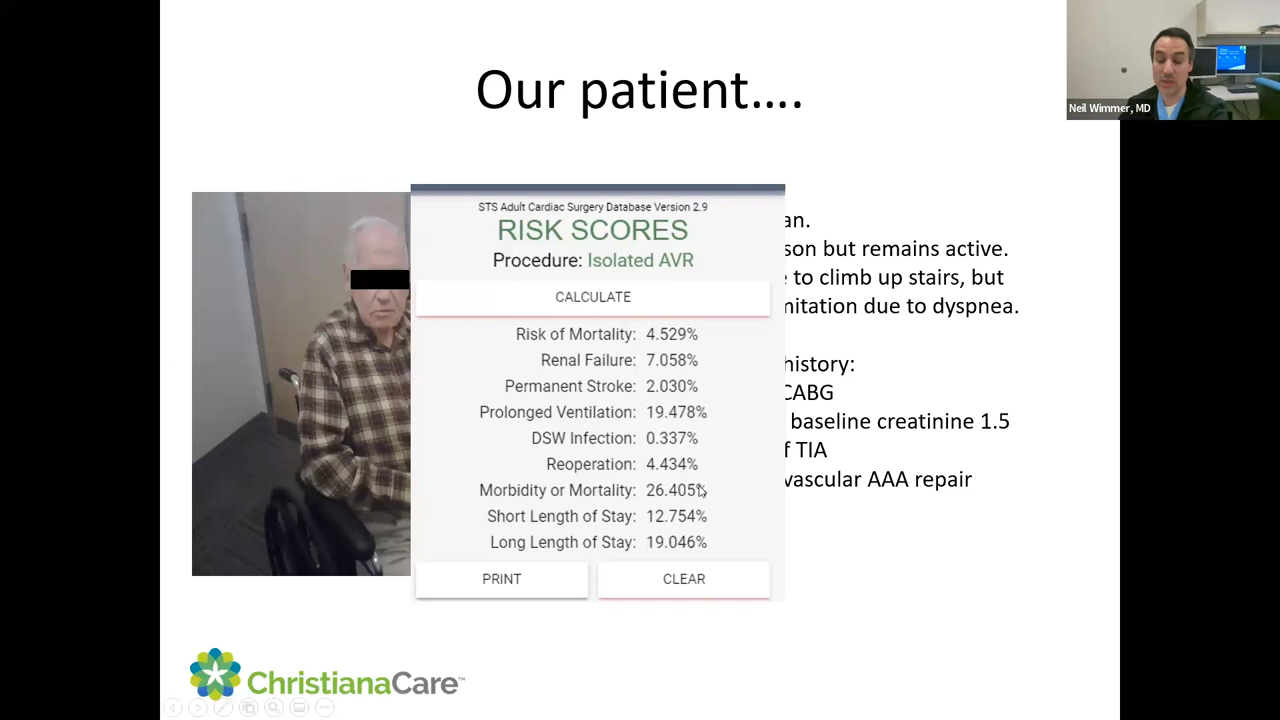 Our patient....
Neil Wimmer, MD
STS Adult Cardiac Surgery Database Version 2.9
RISK SCORES
Procedure: Isolated AVR
CALCULATE
Risk of Mortality: 4.529%
Renal Failure: 7.058%
Permanent Stroke: 2.030%
Prolonged Ventilation: 19.478%
DSW Infection: 0.337%
Reoperation: 4.434%
Morbidity or Mortality: 26.405%
Short Length of Stay: 12.754%
Long Length of Stay: 19.046%
PRINT
CLEAR
an.
son but remains active.
to climb up stairs, but
mitation due to dyspnea.
history:
CABG
baseline creatinine 1.5
f TIA
vascular AAA repair
ChristianaCare™